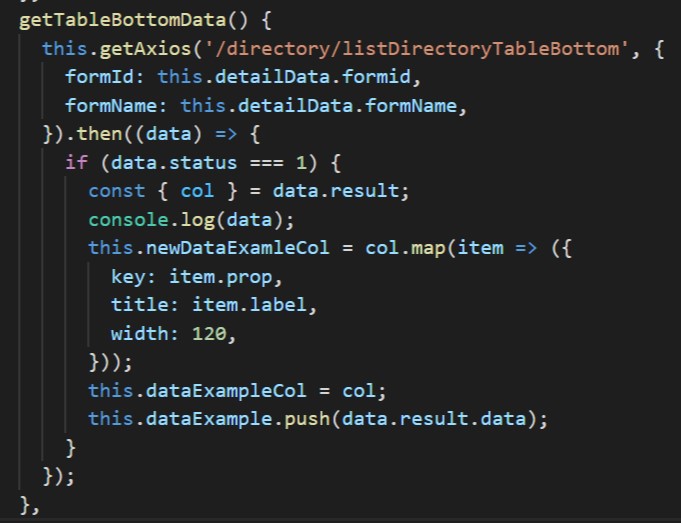 getTableBottomData() {
this.getAxios('/directory/listDirectoryTableBottom', {
formId: this.detailData.formid,
formName: this.detailData.formName,
}).then((data) => {
if (data.status === 1) {
const { col } = data.result;
console.log(data);
this.newDataExamleCol = col.map(item => ({
key: item.prop,
title: item.label,
width: 120,
}));
this.dataExampleCol = col;
this.dataExample.push(data.result.data);
}
});
},